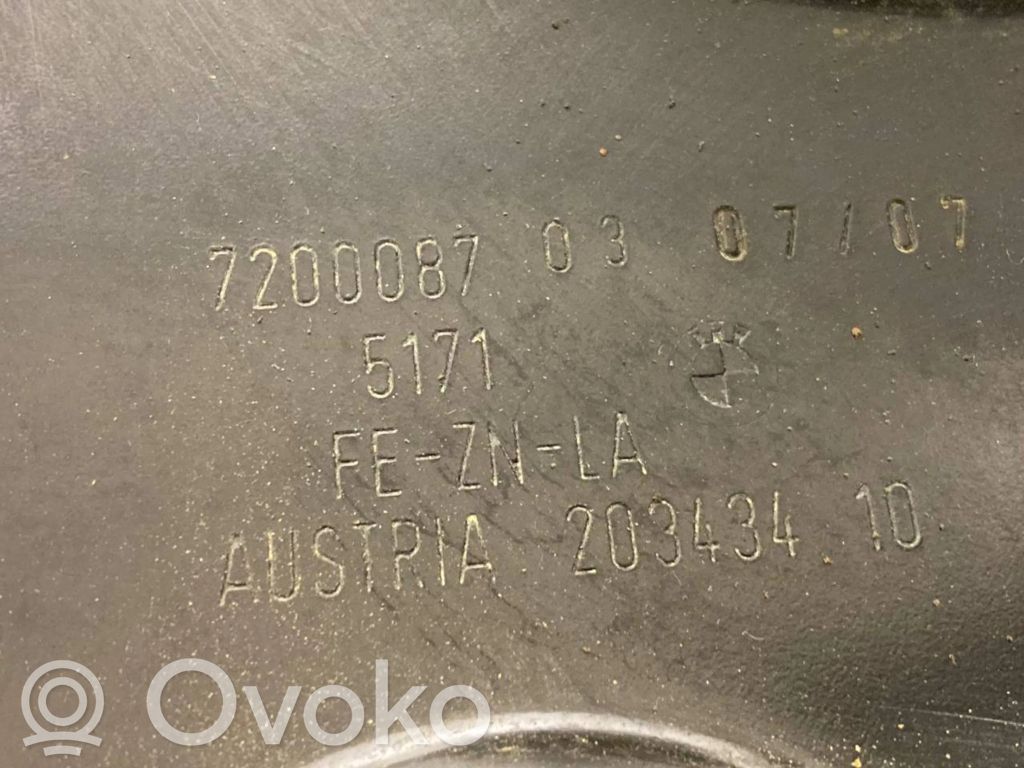 7200087 03 07/07
5171
FE-ZN-LA
AUSTRIA 203434 10
Ovoko